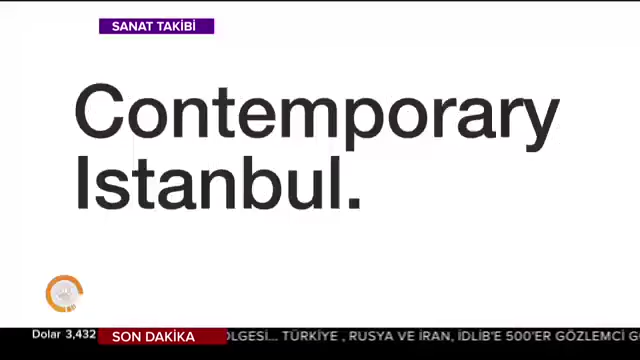 SANAT TAKİBİ
Contemporary
Istanbul.
Dolar 3,432 SON DAKİKA ÖLGESİ... TÜRKİYE , RUSYA VE İRAN, İDLİB'E 500'ER GÖZLEMCİ G